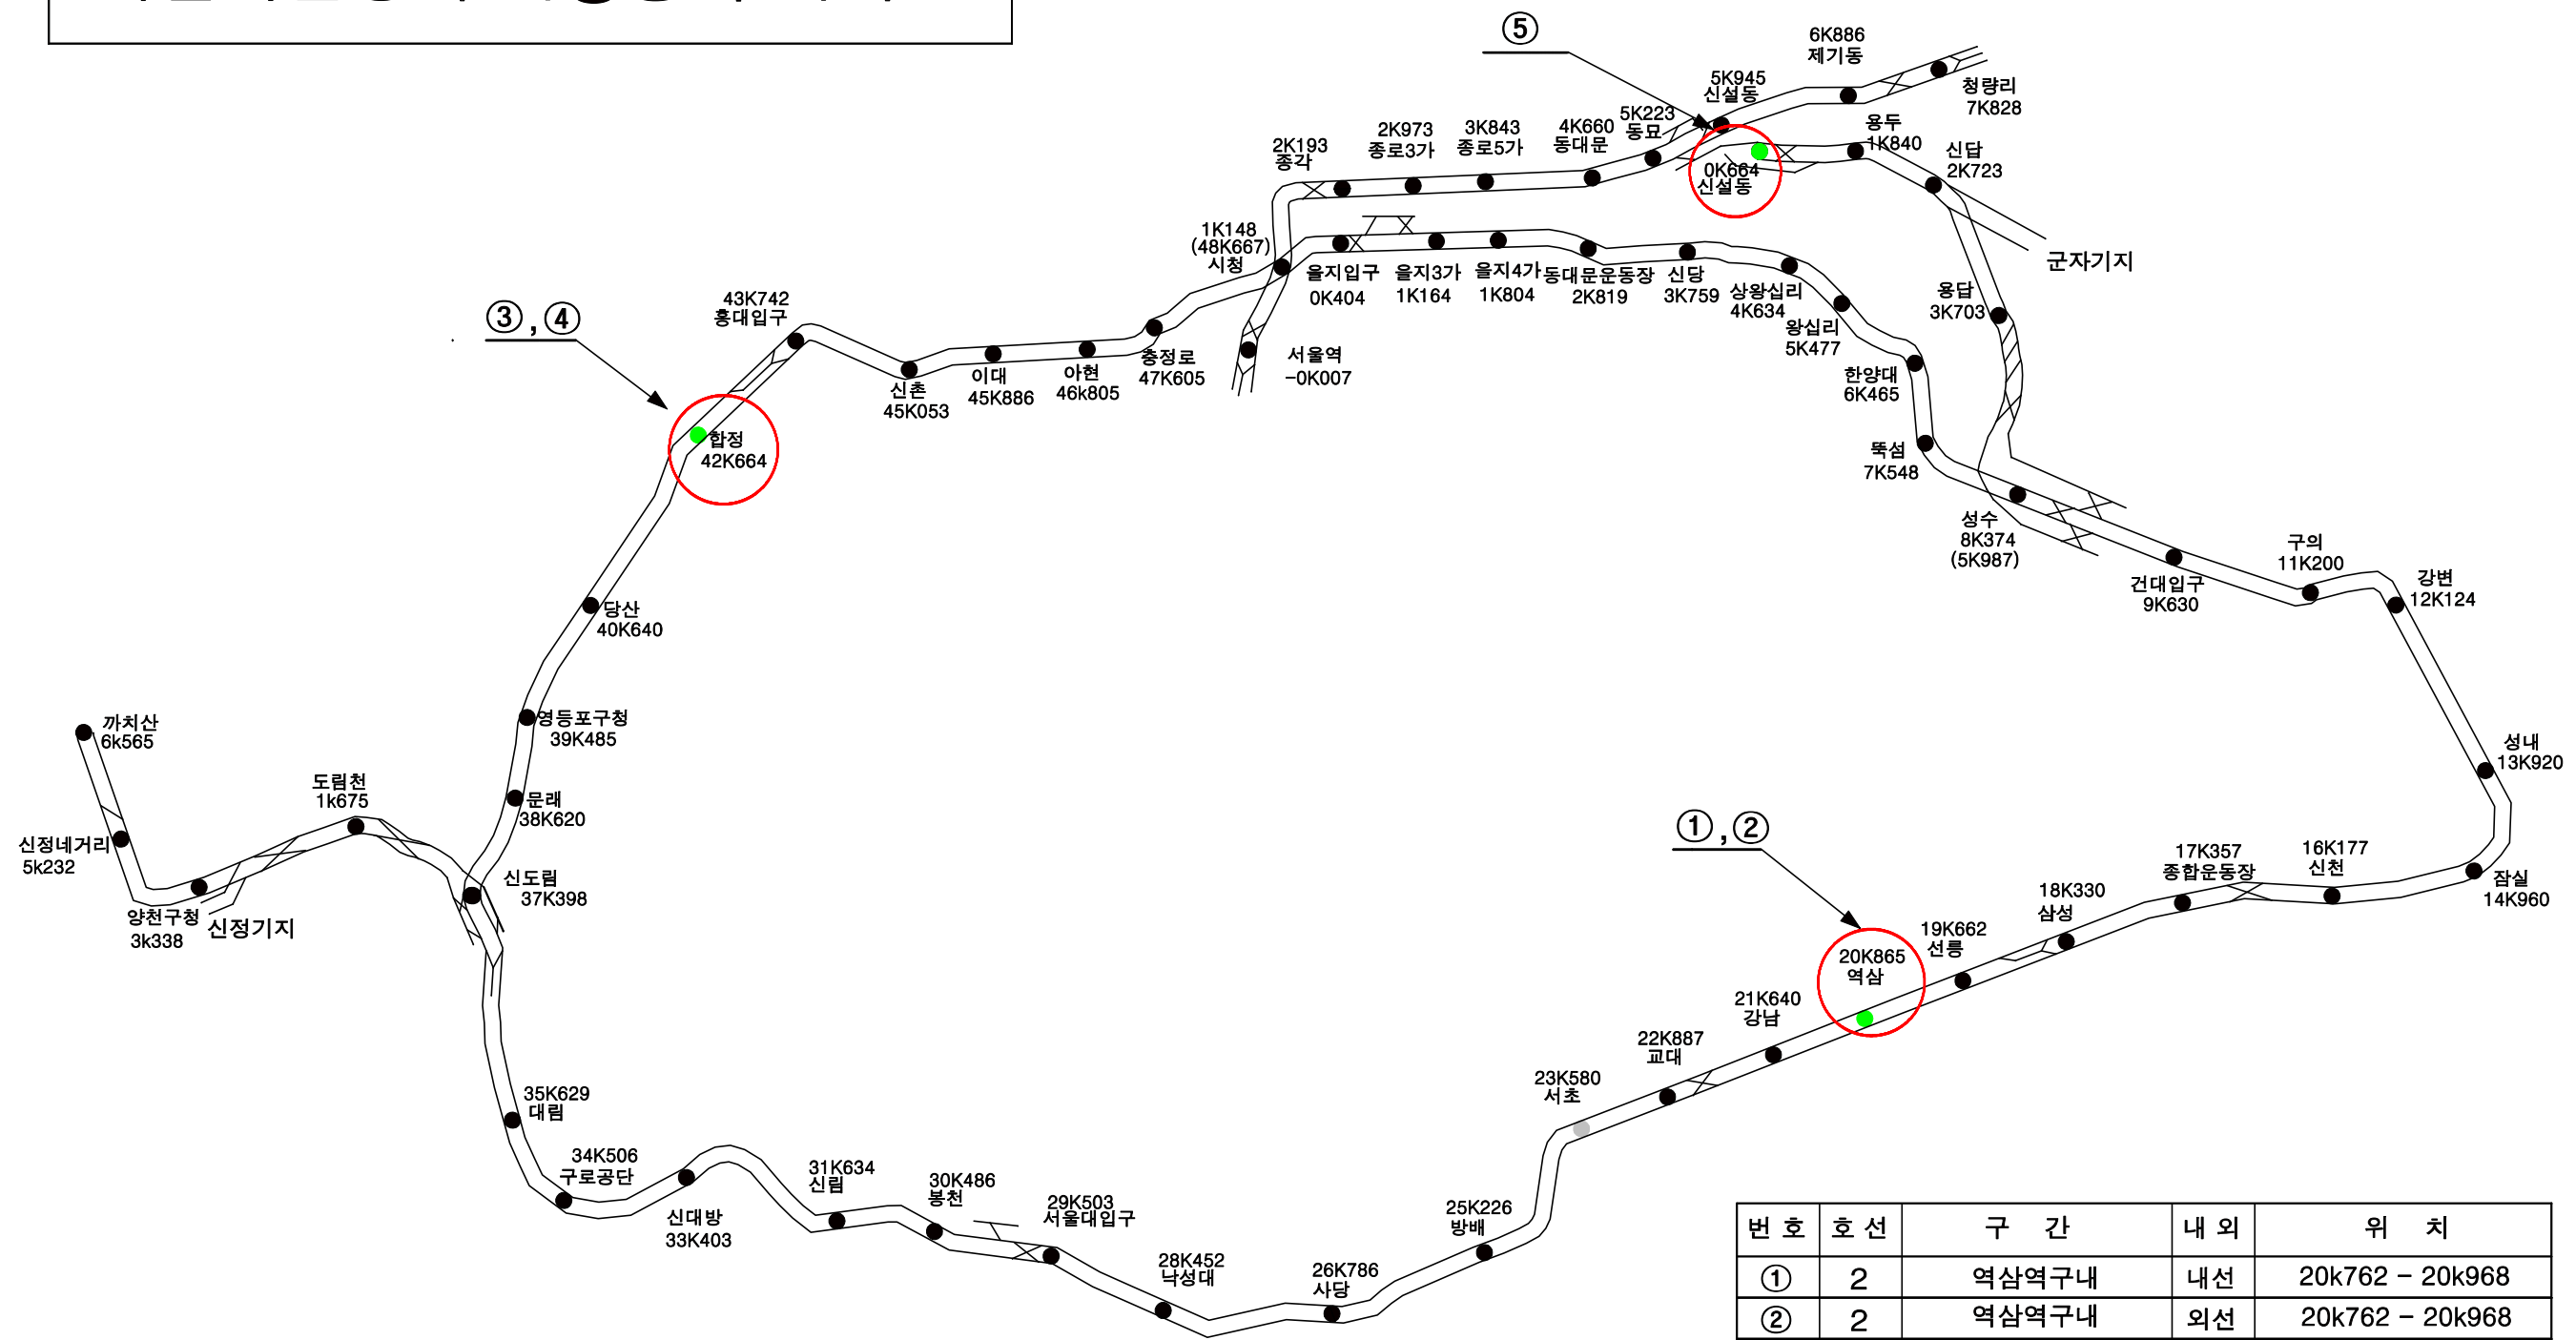 ⑤
6K886
제기동
청량리
7K828
5K945
신설동
5K223
동묘
4K660
동대문
3K843
종로5가
2K973
종로3가
2K193
종각
0K664
신설동
용두
1K840
신답
2K723
군자기지
용답
3K703
1K148
(48K667)
시청
을지입구
0K404
을지3가
1K164
을지4가
1K804
동대문운동장
2K819
신당
3K759
상왕십리
4K634
왕십리
5K477
한양대
6K465
뚝섬
7K548
성수
8K374
(5K987)
건대입구
9K630
구의
11K200
강변
12K124
성내
13K920
잠실
14K960
16K177
신천
17K357
종합운동장
18K330
삼성
19K662
선릉
①,②
20K865
역삼
21K640
강남
22K887
교대
23K580
서초
25K226
방배
26K786
사당
28K452
낙성대
29K503
서울대입구
30K486
봉천
31K634
신림
신대방
33K403
34K506
구로공단
35K629
대림
신도림
37K398
문래
38K620
영등포구청
39K485
당산
40K640
③,④
합정
42K664
43K742
홍대입구
신촌
45K053
이대
45K886
아현
46k805
충정로
47K605
서울역
-0K007
까치산
6k565
신정네거리
5k232
양천구청
3k338
신정기지
도림천
1k675
번 호 호 선 구 간 내 외 위 치
① 2 역삼역구내 내선 20k762 - 20k968
② 2 역삼역구내 외선 20k762 - 20k968